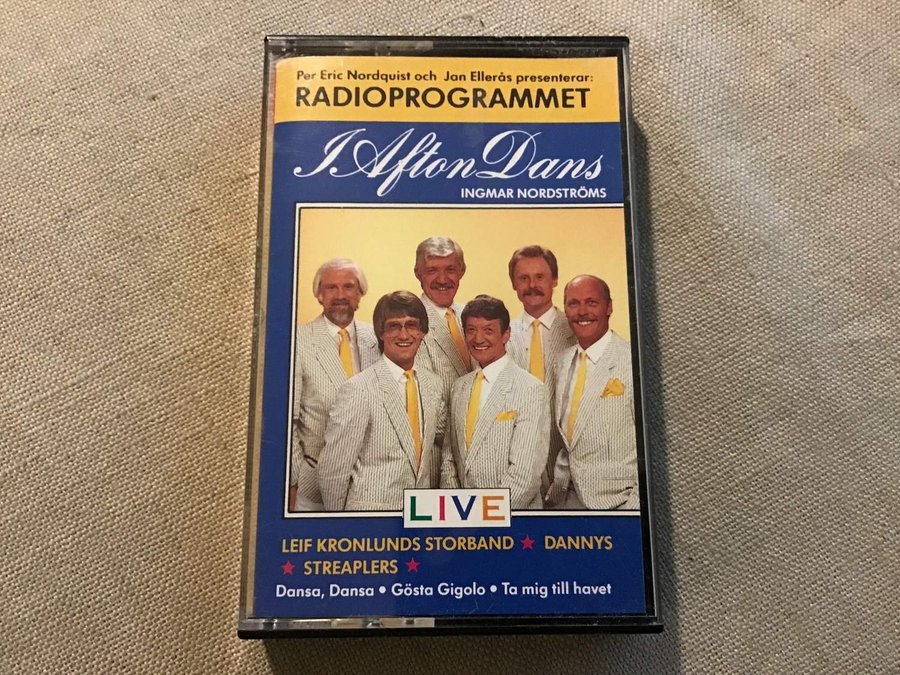 Per Eric Nordquist och Jan Ellerås presenterar:
RADIOPROGRAMMET
I Afton Dans
INGMAR NORDSTRÖMS
LIVE
LEIF KRONLUNDS STORBAND ★ DANNYS
★ STREAPLERS ★
Dansa, Dansa • Gösta Gigolo • Ta mig till havet